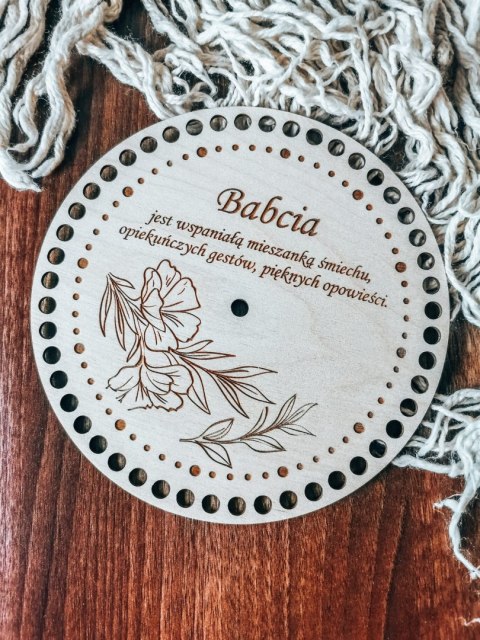 Babcia
jest wspaniałą mieszanką śmiechu,
opiekuńczych gestów, pięknych opowieści.